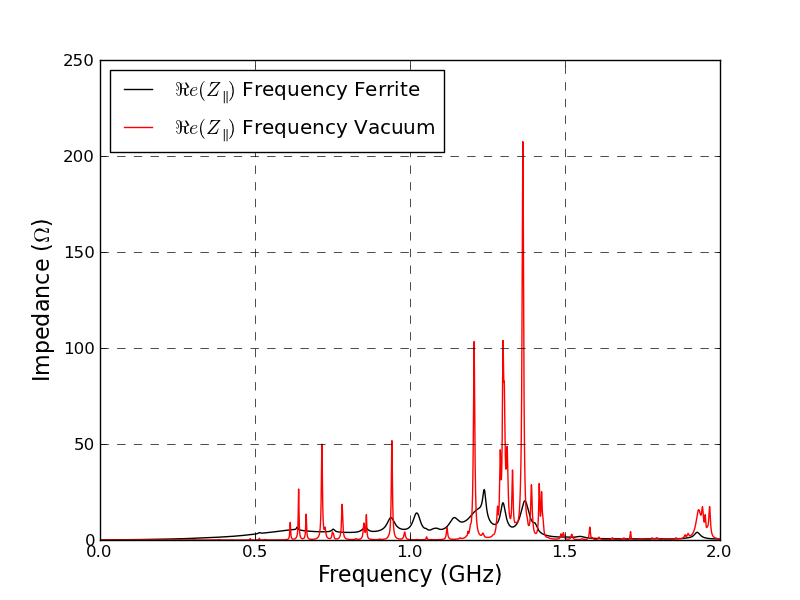 250
200
150
100
50
0
0.0 0.5 1.0 1.5 2.0
Impedance (Ω)
Frequency (GHz)
ℜe(Z∥) Frequency Ferrite
ℜe(Z∥) Frequency Vacuum